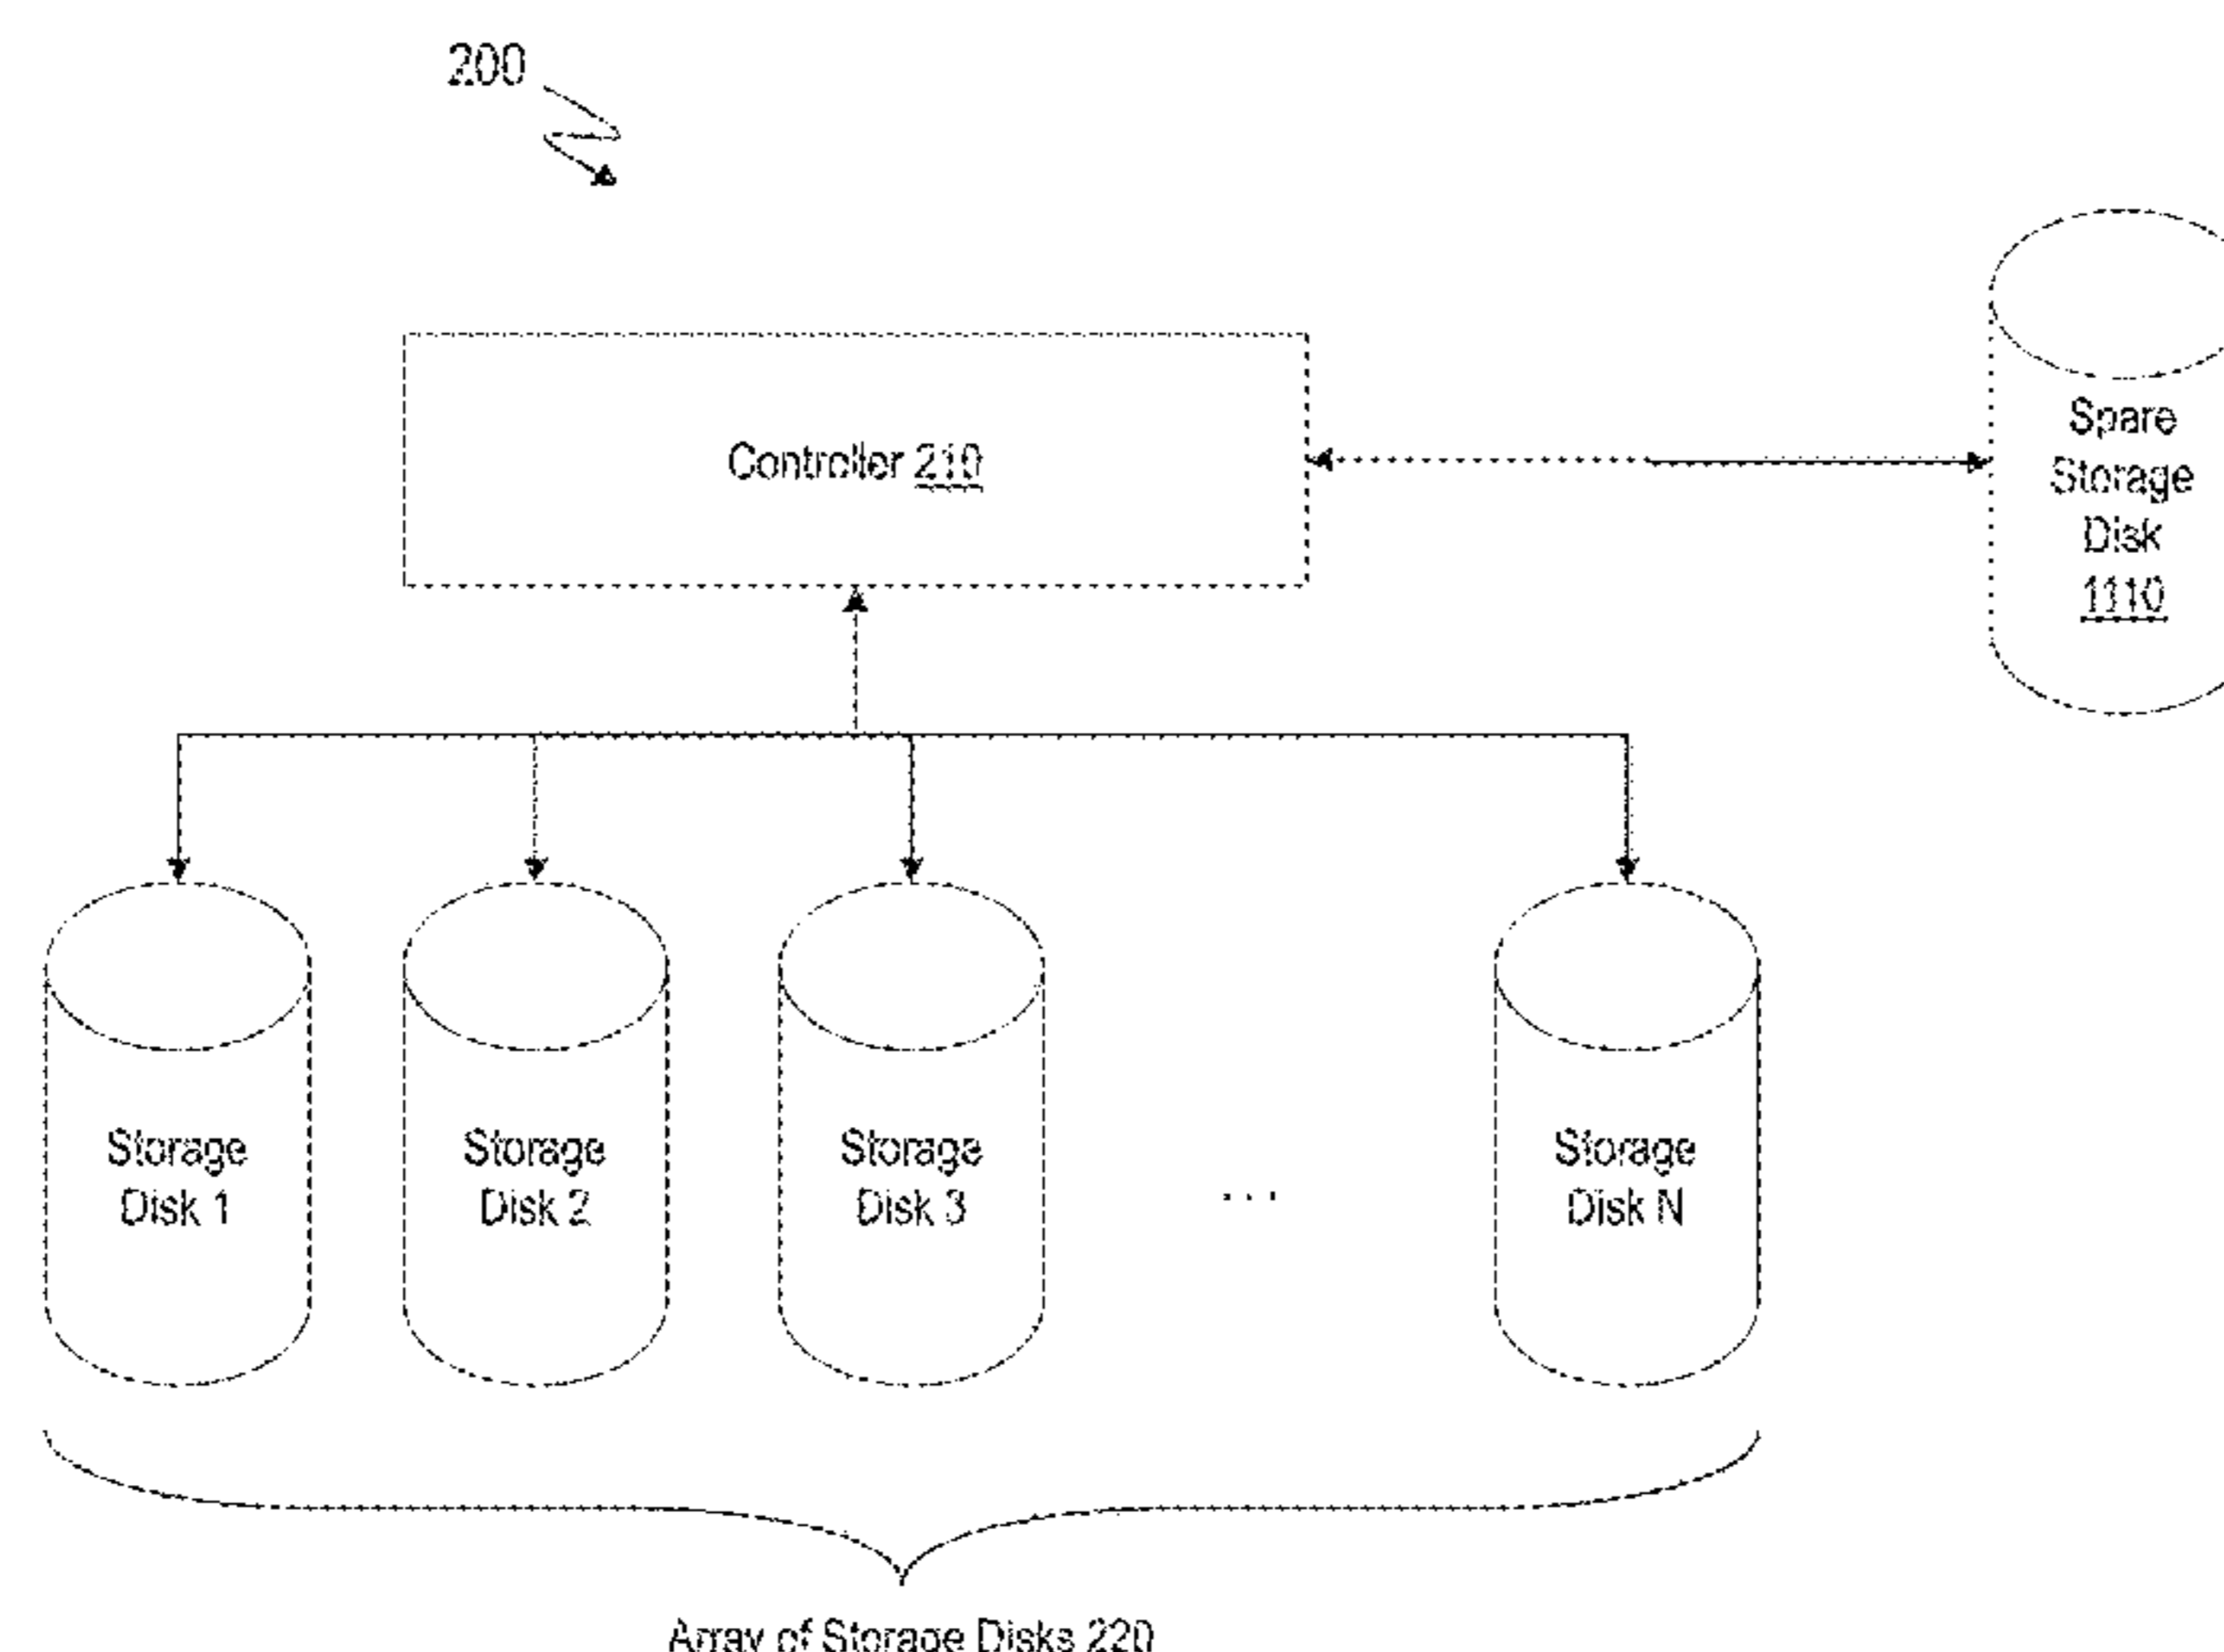 200
Controller 210
Spare
Storage
Disk
1110
Storage
Disk 1
Storage
Disk 2
Storage
Disk 3
...
Storage
Disk N
Array of Storage Disks 220